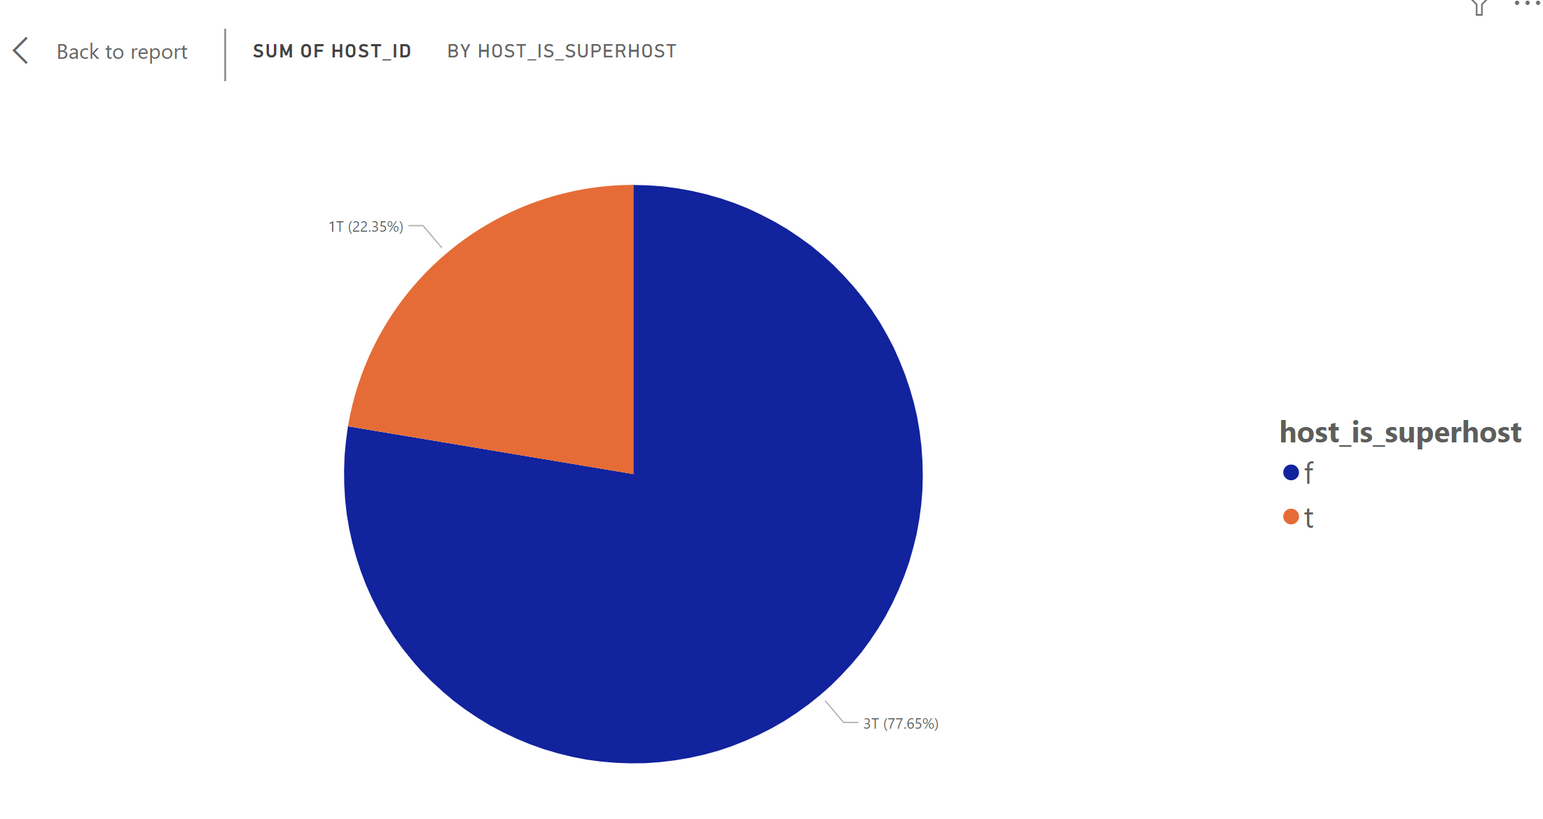 Back to report
SUM OF HOST_ID BY HOST_IS_SUPERHOST
1T (22.35%)
host_is_superhost
f
t
3T (77.65%)